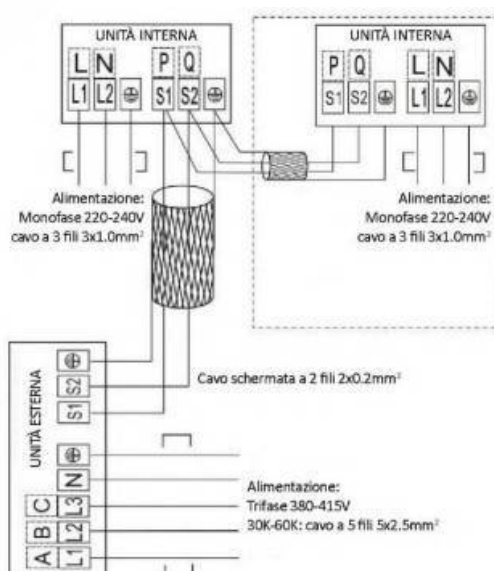 UNITÀ INTERNA
L N P Q
L1 L2 S1 S2
Alimentazione:
Monofase 220-240V
cavo a 3 fili 3x1.0mm²
UNITÀ INTERNA
P Q L N
S1 S2 L1 L2
Alimentazione:
Monofase 220-240V
cavo a 3 fili 3x1.0mm²
Cavo schermata a 2 fili 2x0.2mm²
UNITÀ ESTERNA
S2
S1
N
C L3
B L2
A L1
Alimentazione:
Trifase 380-415V
30K-60K: cavo a 5 fili 5x2.5mm²